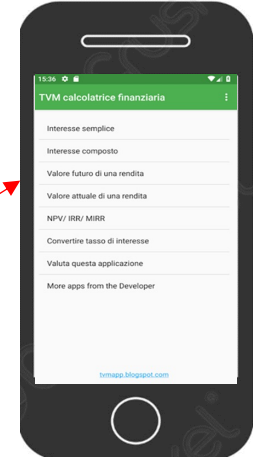 15:36
TVM calcolatrice finanziaria
Interesse semplice
Interesse composto
Valore futuro di una rendita
Valore attuale di una rendita
NPV/ IRR/ MIRR
Convertire tasso di interesse
Valuta questa applicazione
More apps from the Developer
tvmapp.blogspot.com